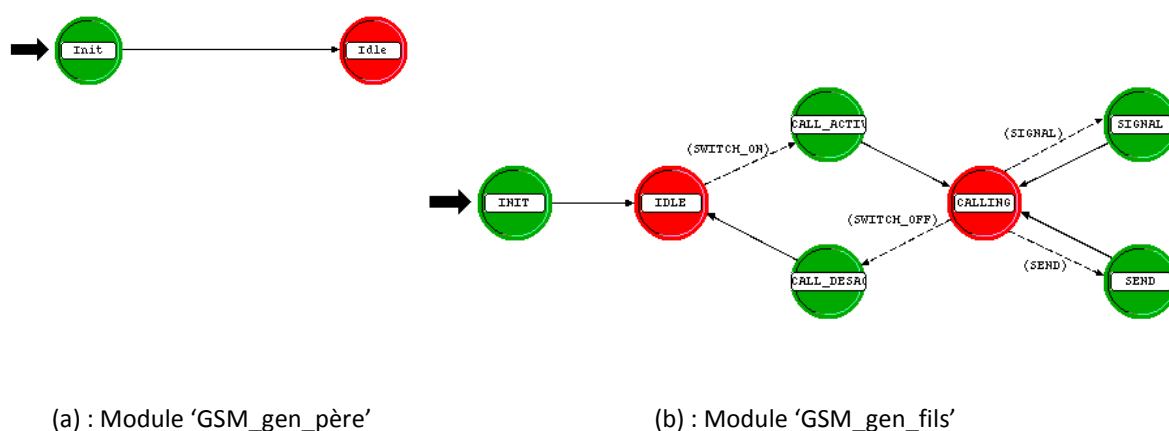 Init
Idle
CALL_ACTIV
SIGNAL
(SIGNAL)
(SWITCH_ON)
INIT
IDLE
CALLING
(SWITCH_OFF)
(SEND)
CALL_DESAC
SEND
(a) : Module ‘GSM_gen_père’
(b) : Module ‘GSM_gen_fils’